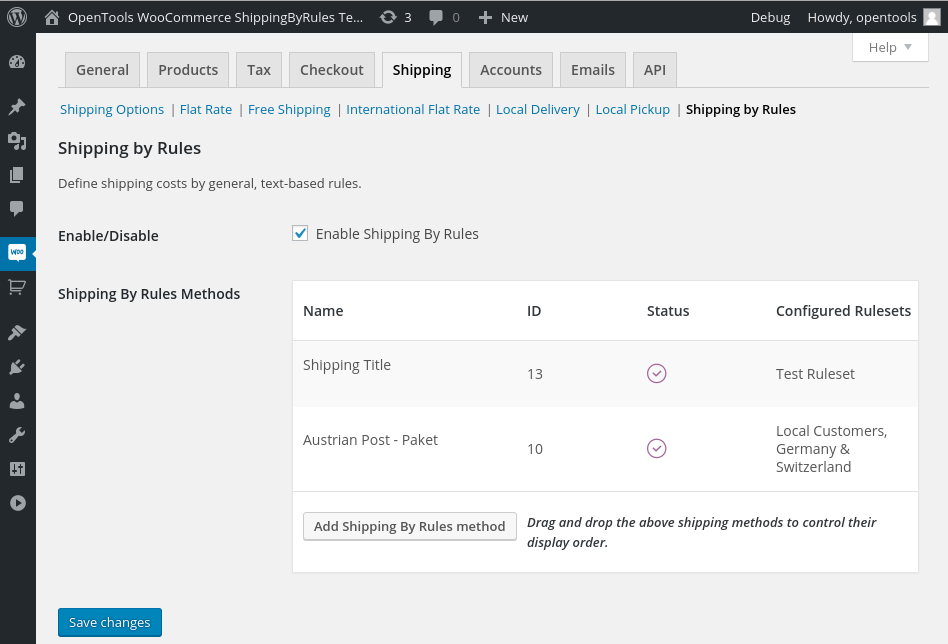 OpenTools WooCommerce ShippingByRules Te... 3 0 New Debug Howdy, opentools
Help
General Products Tax Checkout Shipping Accounts Emails API
Shipping Options | Flat Rate | Free Shipping | International Flat Rate | Local Delivery | Local Pickup | Shipping by Rules
Shipping by Rules
Define shipping costs by general, text-based rules.
Enable/Disable Enable Shipping By Rules
Shipping By Rules Methods
Name ID Status Configured Rulesets
Shipping Title 13 Test Ruleset
Austrian Post - Paket 10 Local Customers,
Germany &
Switzerland
Add Shipping By Rules method Drag and drop the above shipping methods to control their
display order.
Save changes
WOO